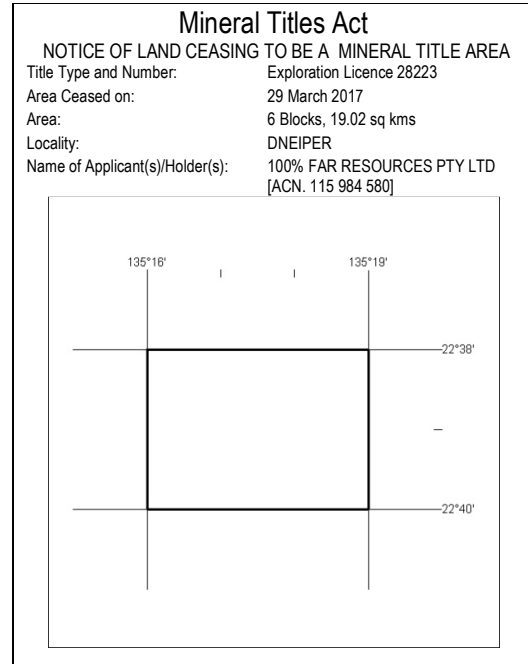 Mineral Titles Act
NOTICE OF LAND CEASING TO BE A MINERAL TITLE AREA
Title Type and Number: Exploration Licence 28223
Area Ceased on: 29 March 2017
Area: 6 Blocks, 19.02 sq kms
Locality: DNEIPER
Name of Applicant(s)/Holder(s): 100% FAR RESOURCES PTY LTD
[ACN. 115 984 580]
135°16' 135°19'
22°38'
22°40'